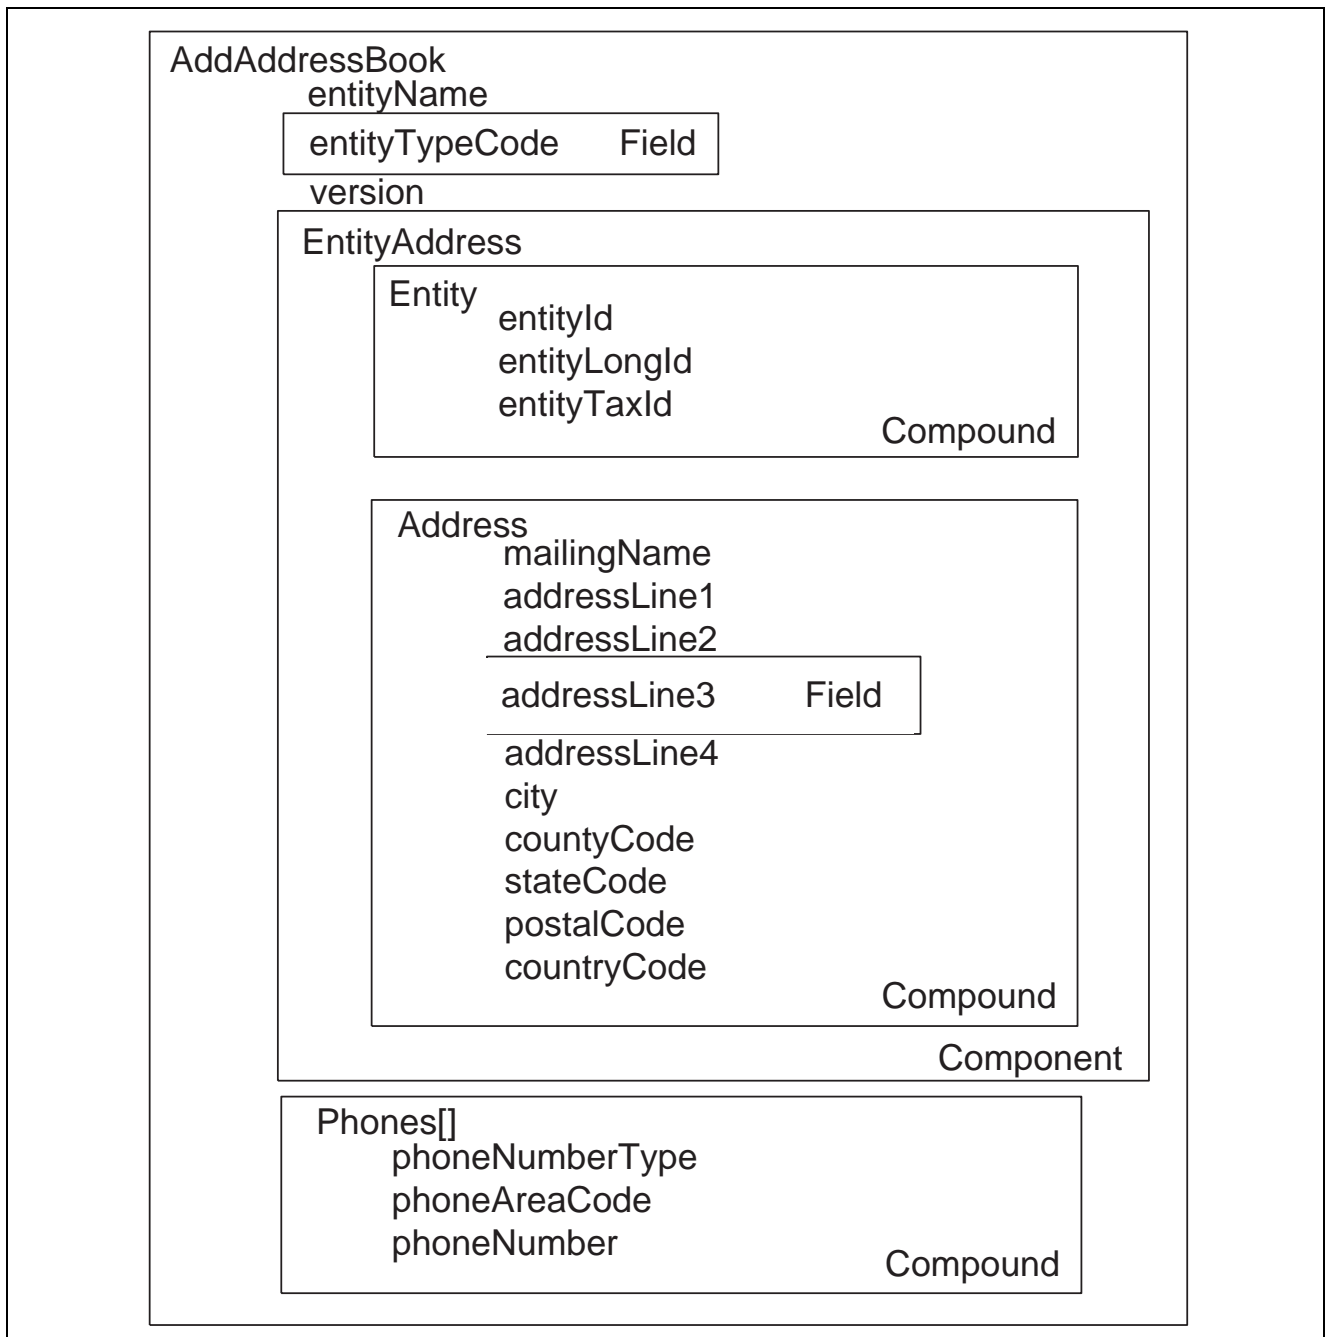 AddAddressBook
entityName
entityTypeCode Field
version
EntityAddress
Entity
entityId
entityLongId
entityTaxId
Compound
Address
mailingName
addressLine1
addressLine2
addressLine3 Field
addressLine4
city
countyCode
stateCode
postalCode
countryCode
Compound
Component
Phones[]
phoneNumberType
phoneAreaCode
phoneNumber
Compound